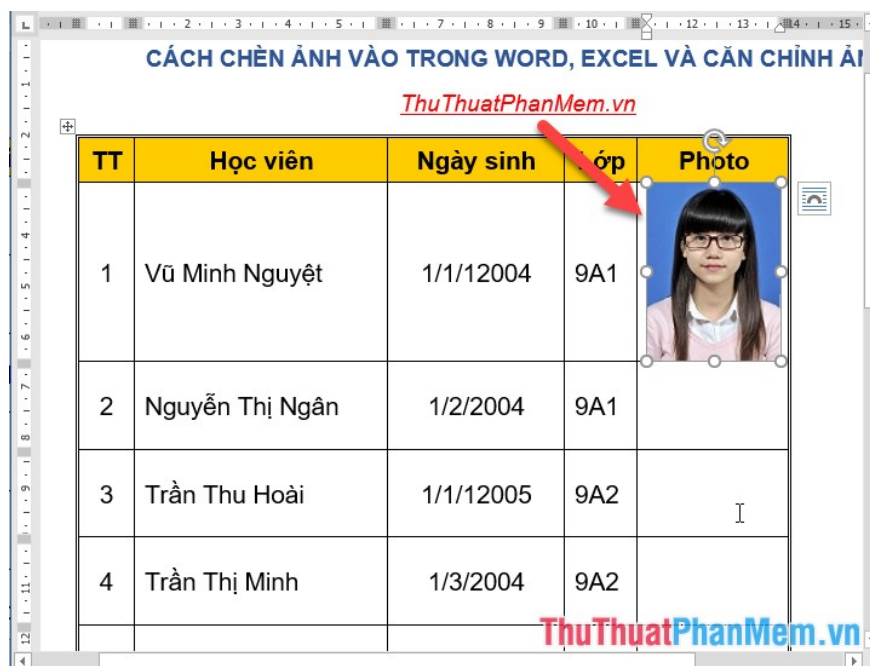 CÁCH CHÈN ẢNH VÀO TRONG WORD, EXCEL VÀ CĂN CHỈNH
ThuThuatPhanMem.vn
TT Học viên Ngày sinh Lớp Photo
1 Vũ Minh Nguyệt 1/1/12004 9A1
2 Nguyễn Thị Ngân 1/2/2004 9A1
3 Trần Thu Hoài 1/1/12005 9A2
4 Trần Thị Minh 1/3/2004 9A2
ThuThuatPhanMem.vn